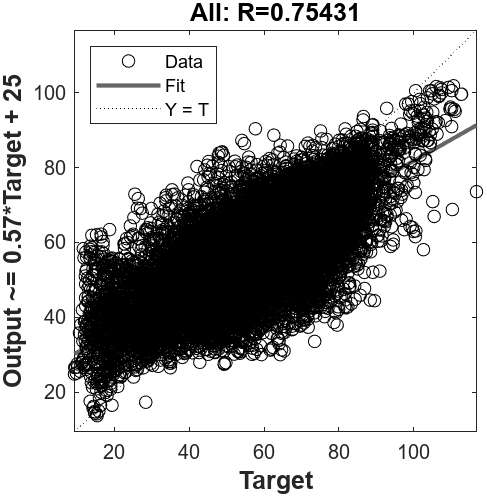 All: R=0.75431
Data
Fit
Y = T
Output ~= 0.57*Target + 25
100
80
60
40
20
20 40 60 80 100
Target